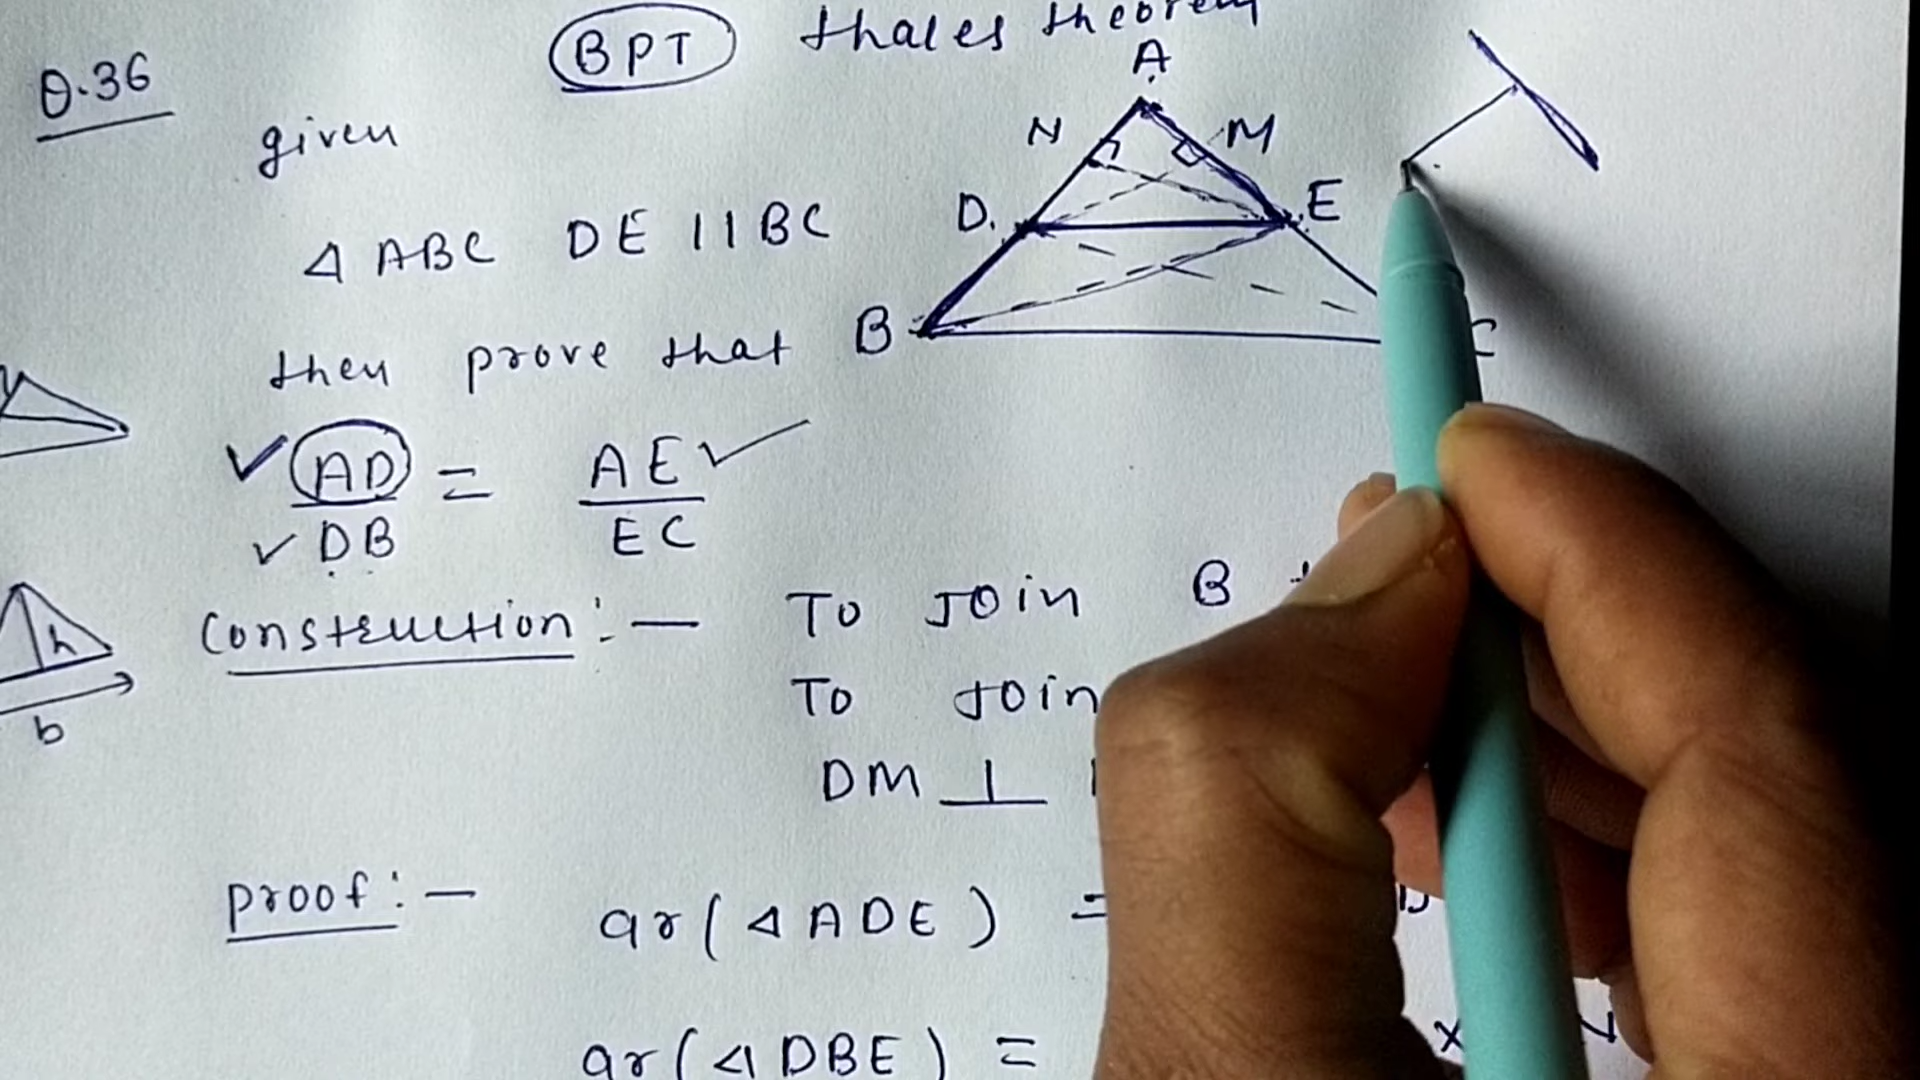 BPT thales theorem
Q.36
given
△ ABC DE || BC
then prove that
AD = AE
DB EC
A
N M
D. E
B C
Construction :— To Join B
To Join
DM ⊥
h
b
Proof :— ar(△ADE) =
ar(△DBE) =
x N